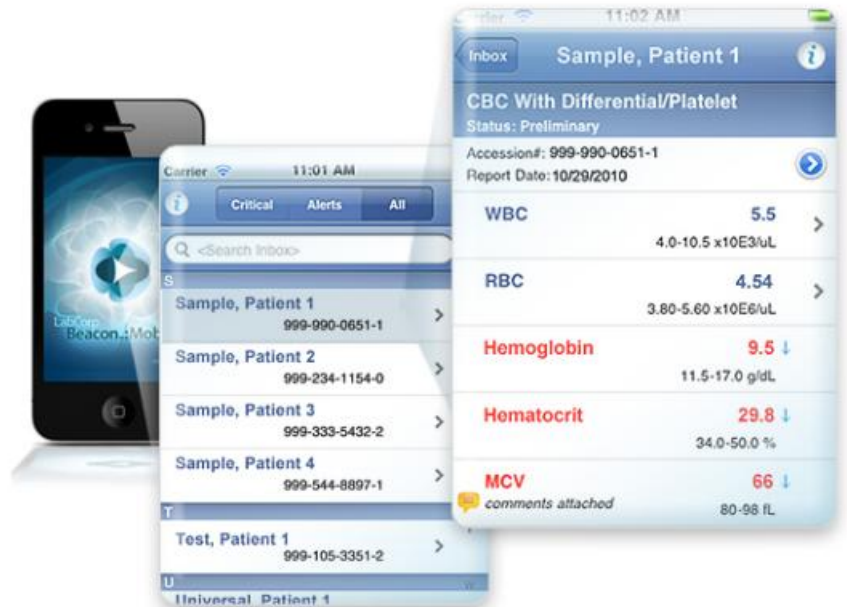 LabCorp
Beacon.:Mob
Carrier 11:01 AM
Critical Alerts All
<Search Inbox>
S
Sample, Patient 1
999-990-0651-1
Sample, Patient 2
999-234-1154-0
Sample, Patient 3
999-333-5432-2
Sample, Patient 4
999-544-8897-1
T
Test, Patient 1
999-105-3351-2
U
Universal, Patient 1
Carrier 11:02 AM
Inbox Sample, Patient 1
CBC With Differential/Platelet
Status: Preliminary
Accession#: 999-990-0651-1
Report Date: 10/29/2010
WBC 5.5
4.0-10.5 x10E3/uL
RBC 4.54
3.80-5.60 x10E6/uL
Hemoglobin 9.5 ↓
11.5-17.0 g/dL
Hematocrit 29.8 ↓
34.0-50.0 %
MCV 66 ↓
comments attached 80-98 fL